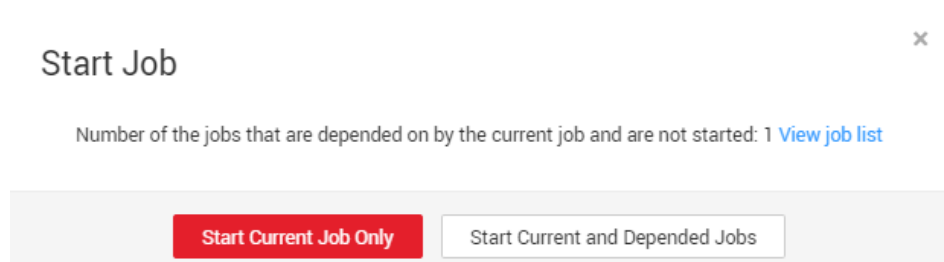 Start Job
Number of the jobs that are depended on by the current job and are not started: 1 View job list
Start Current Job Only
Start Current and Depended Jobs